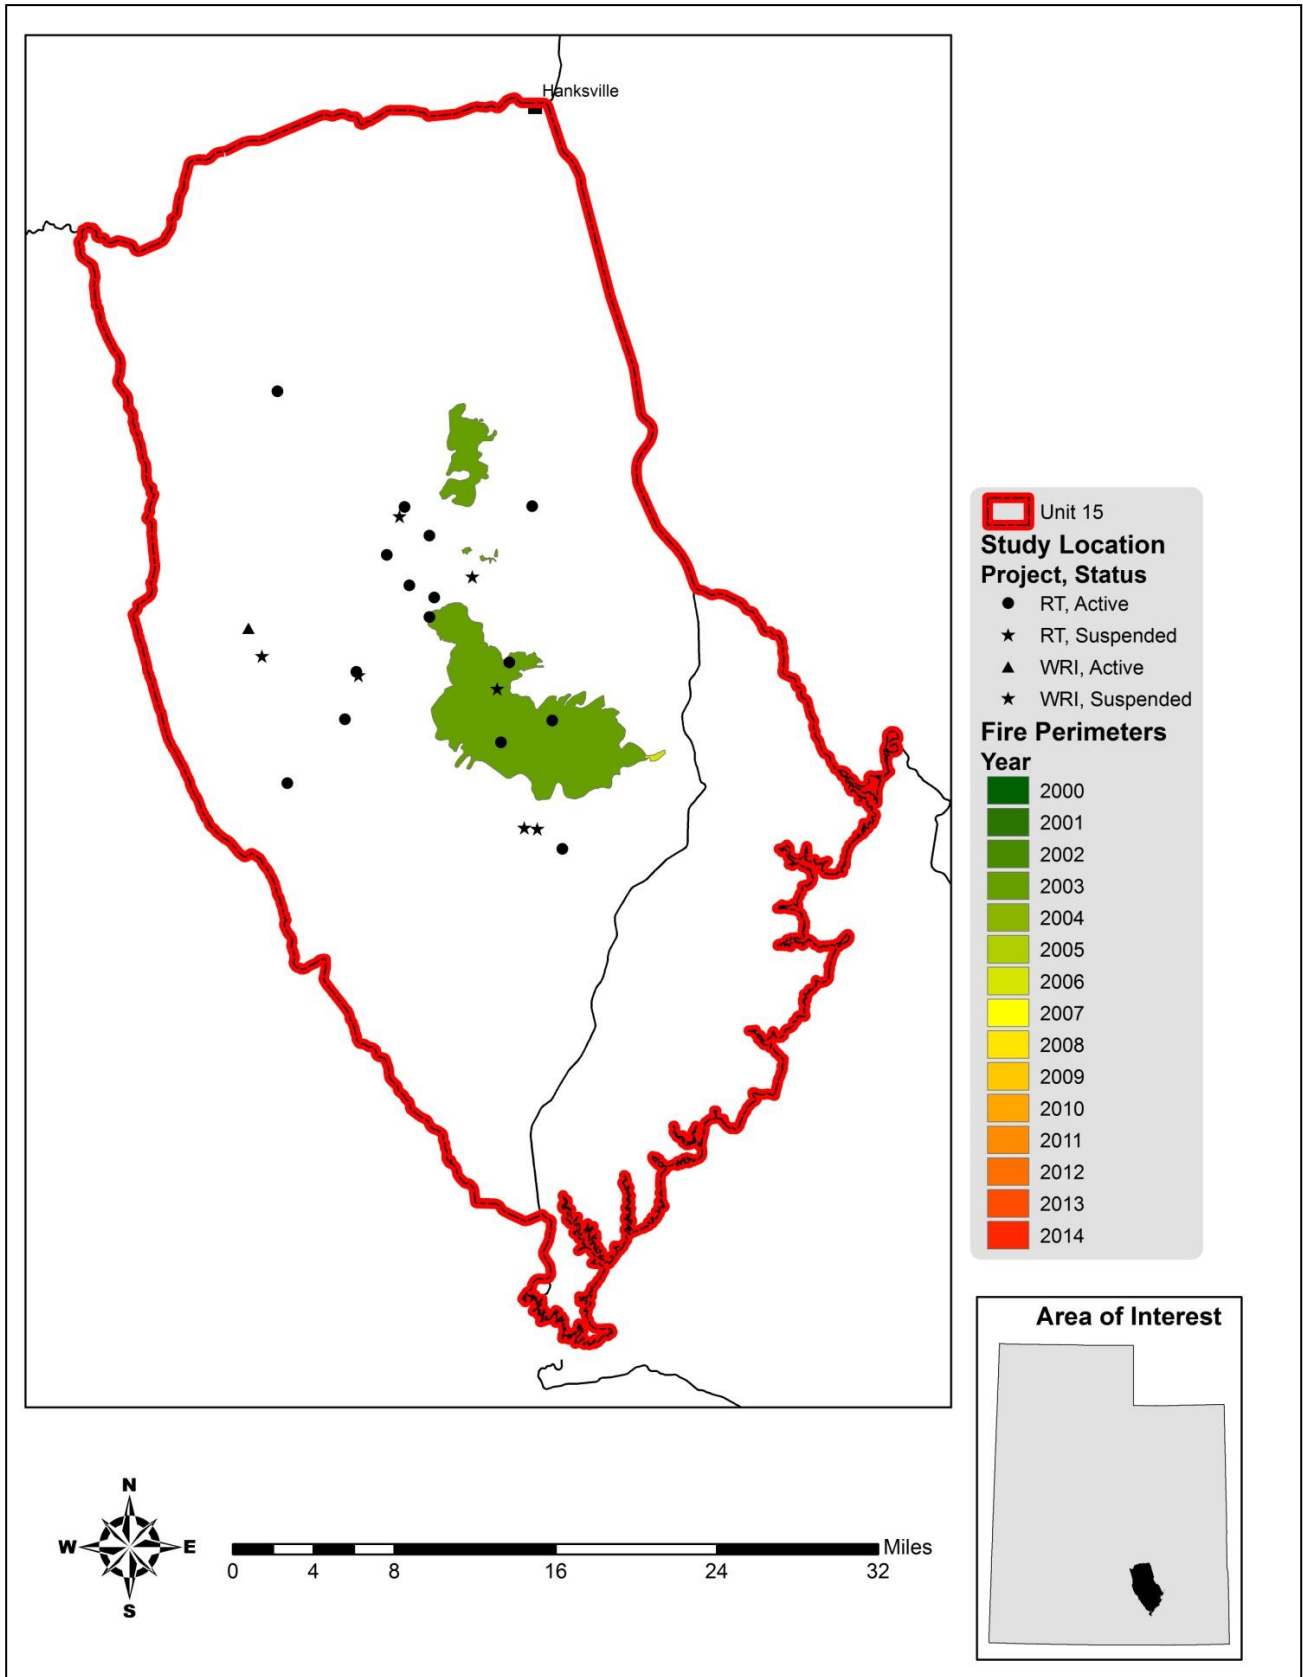 Hanksville
Unit 15
Study Location
Project, Status
RT, Active
RT, Suspended
WRI, Active
WRI, Suspended
Fire Perimeters
Year
2000
2001
2002
2003
2004
2005
2006
2007
2008
2009
2010
2011
2012
2013
2014
Area of Interest
N
W E
S
Miles
0 4 8 16 24 32